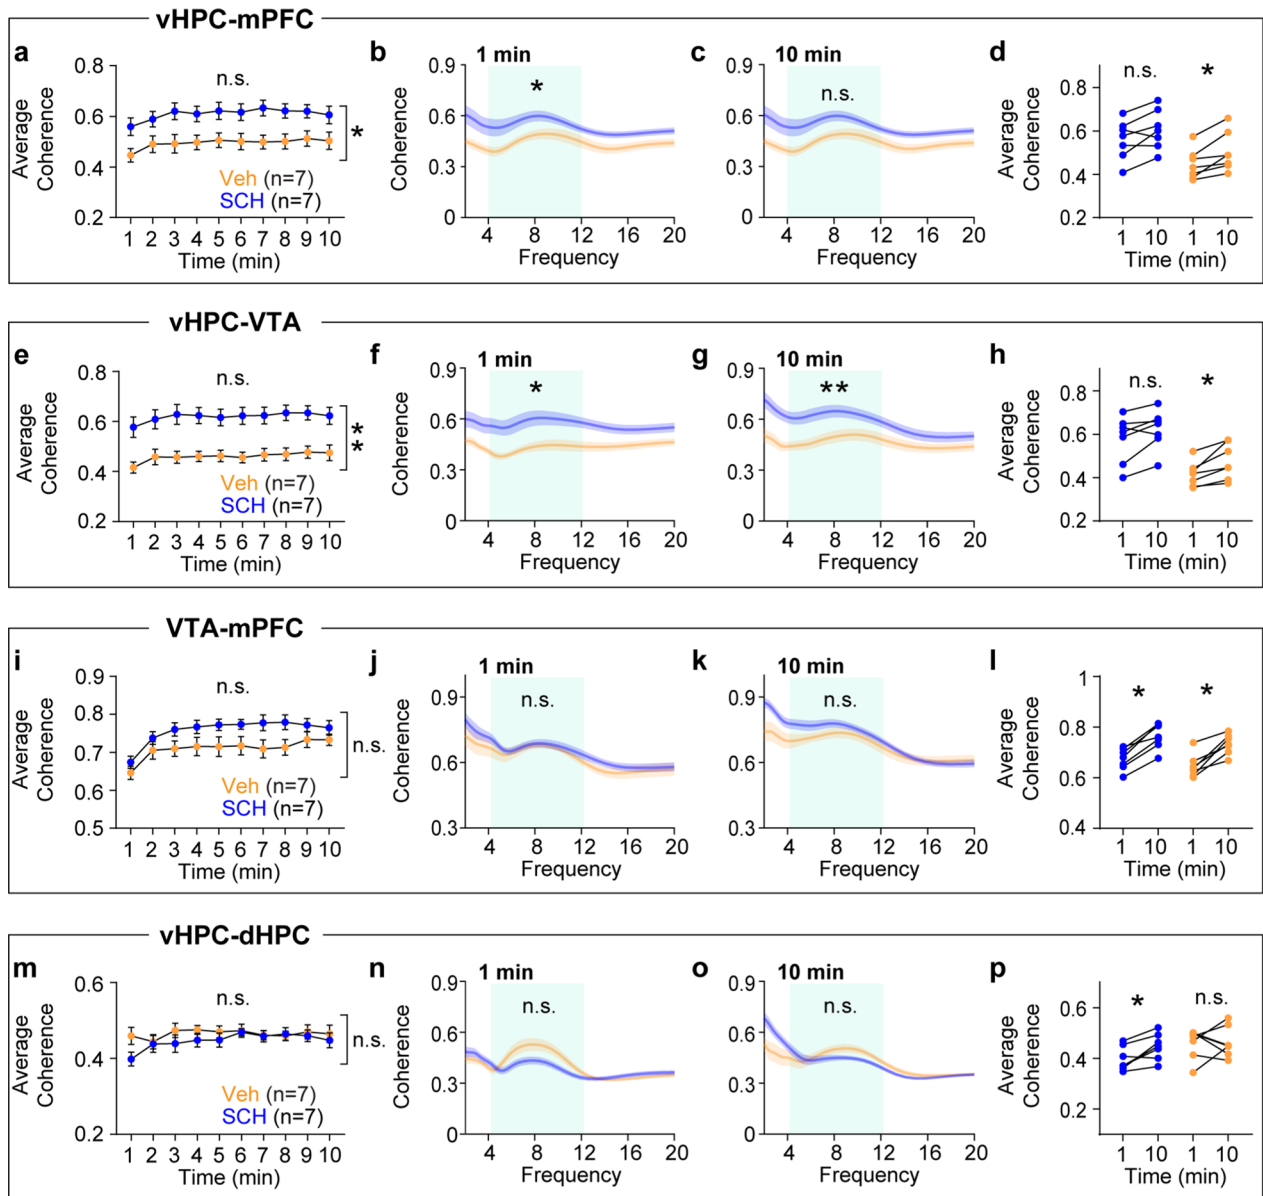 vHPC-mPFC
a
0.8
0.6
0.4
0.2
Average
Coherence
n.s.
*
Veh (n=7)
SCH (n=7)
1 2 3 4 5 6 7 8 9 10
Time (min)
b
1 min
0.9
0.6
0.3
0
Coherence
*
4 8 12 16 20
Frequency
c
10 min
0.9
0.6
0.3
0
n.s.
4 8 12 16 20
Frequency
d
n.s. *
0.8
0.6
0.4
0.2
Average
Coherence
1 10 1 10
Time (min)
vHPC-VTA
e
0.8
0.6
0.4
0.2
Average
Coherence
n.s.
**
Veh (n=7)
SCH (n=7)
1 2 3 4 5 6 7 8 9 10
Time (min)
f
1 min
0.9
0.6
0.3
0
Coherence
*
4 8 12 16 20
Frequency
g
10 min
0.9
0.6
0.3
0
**
4 8 12 16 20
Frequency
h
n.s. *
0.8
0.6
0.4
0.2
Average
Coherence
1 10 1 10
Time (min)
VTA-mPFC
i
0.9
0.8
0.7
0.6
0.5
Average
Coherence
n.s.
n.s.
Veh (n=7)
SCH (n=7)
1 2 3 4 5 6 7 8 9 10
Time (min)
j
1 min
0.9
0.6
0.3
Coherence
n.s.
4 8 12 16 20
Frequency
k
10 min
0.9
0.6
0.3
n.s.
4 8 12 16 20
Frequency
l
* *
1
0.8
0.6
0.4
Average
Coherence
1 10 1 10
Time (min)
vHPC-dHPC
m
0.6
0.4
0.2
Average
Coherence
n.s.
n.s.
Veh (n=7)
SCH (n=7)
1 2 3 4 5 6 7 8 9 10
Time (min)
n
1 min
0.9
0.6
0.3
0
Coherence
n.s.
4 8 12 16 20
Frequency
o
10 min
0.9
0.6
0.3
0
n.s.
4 8 12 16 20
Frequency
p
* n.s.
0.6
0.4
0.2
Average
Coherence
1 10 1 10
Time (min)